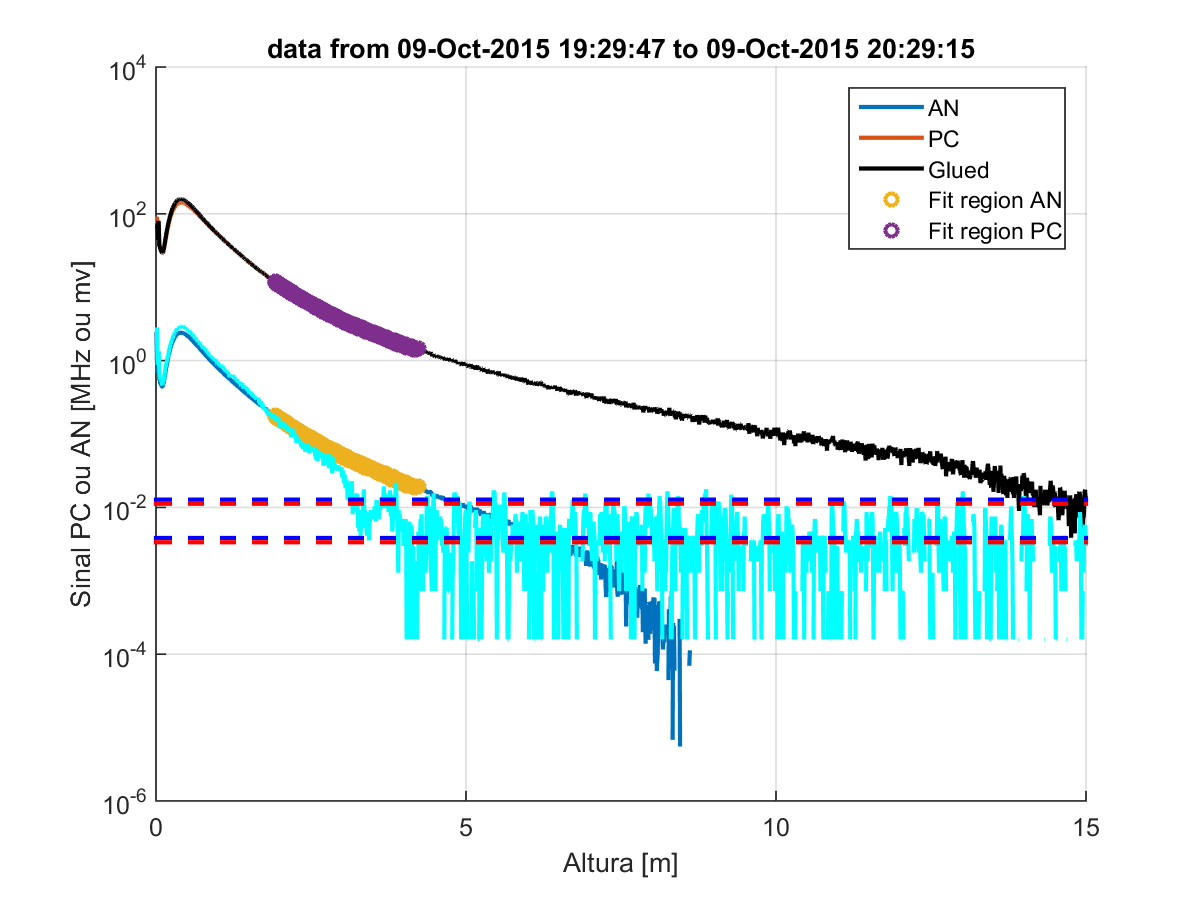 data from 09-Oct-2015 19:29:47 to 09-Oct-2015 20:29:15
Sinal PC ou AN [MHz ou mv]
10^4
10^2
10^0
10^-2
10^-4
10^-6
AN
PC
Glued
Fit region AN
Fit region PC
0 5 10 15
Altura [m]